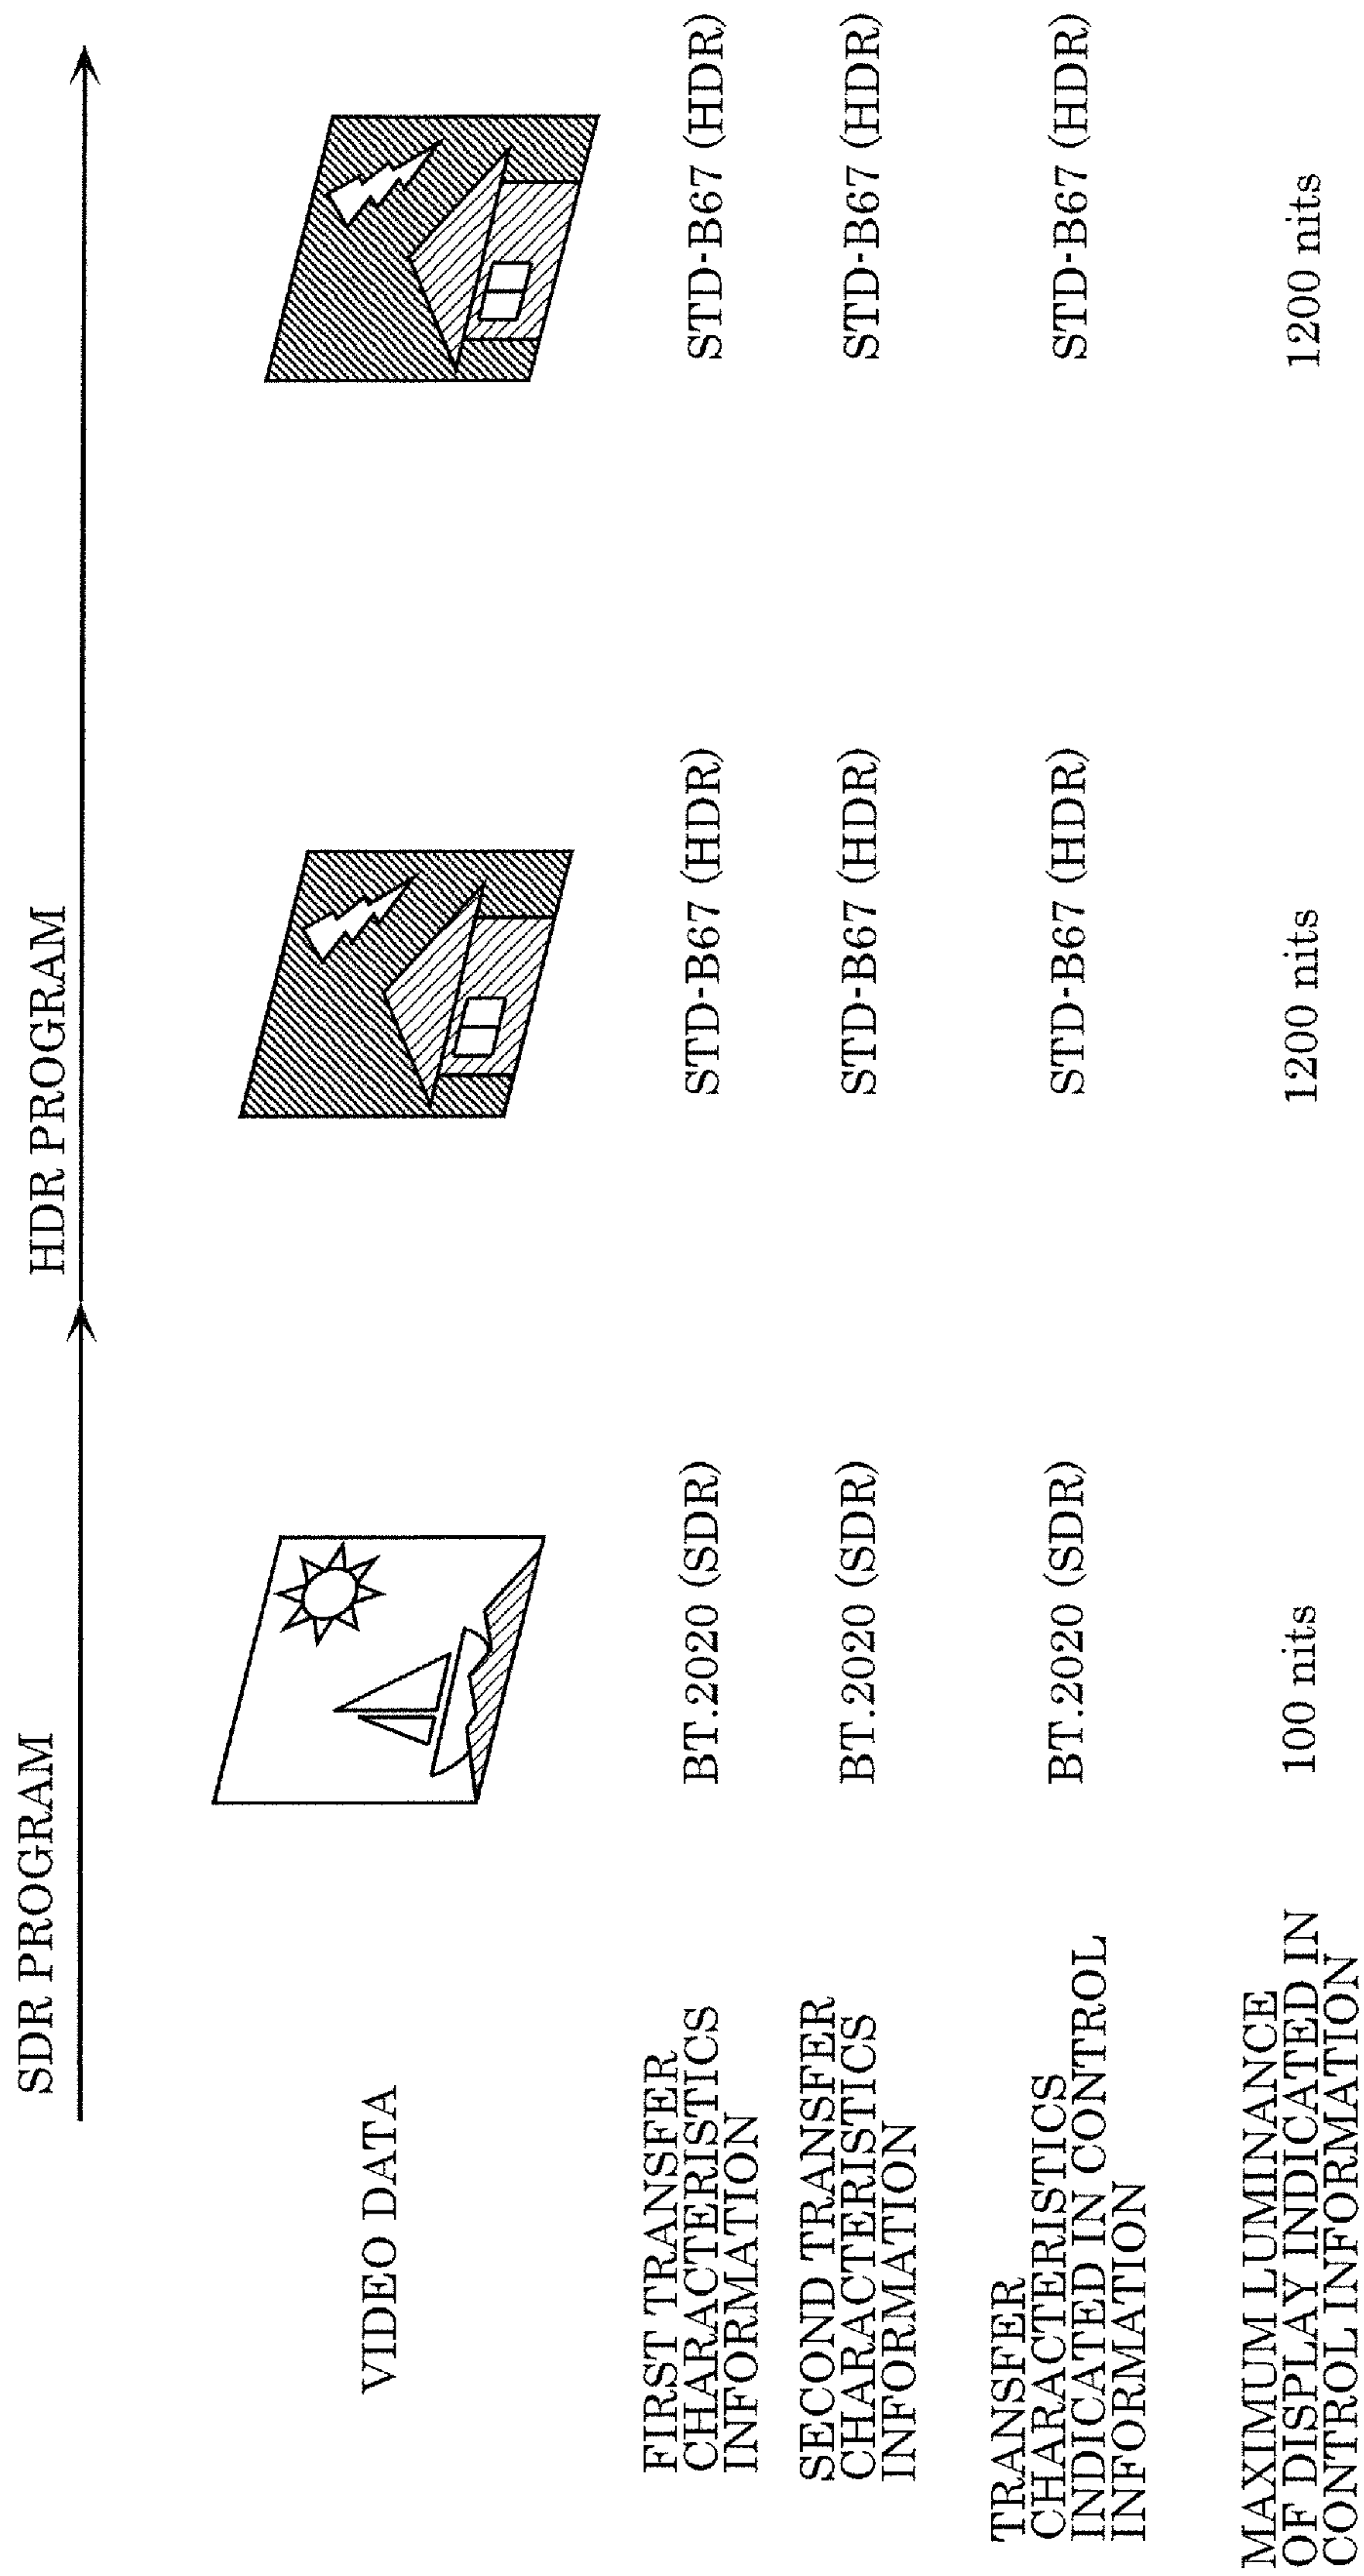 SDR PROGRAM
HDR PROGRAM
VIDEO DATA
FIRST TRANSFER
CHARACTERISTICS
INFORMATION
BT.2020 (SDR)
STD-B67 (HDR)
STD-B67 (HDR)
SECOND TRANSFER
CHARACTERISTICS
INFORMATION
BT.2020 (SDR)
STD-B67 (HDR)
STD-B67 (HDR)
TRANSFER
CHARACTERISTICS
INDICATED IN CONTROL
INFORMATION
BT.2020 (SDR)
STD-B67 (HDR)
STD-B67 (HDR)
MAXIMUM LUMINANCE
OF DISPLAY INDICATED IN
CONTROL INFORMATION
100 nits
1200 nits
1200 nits